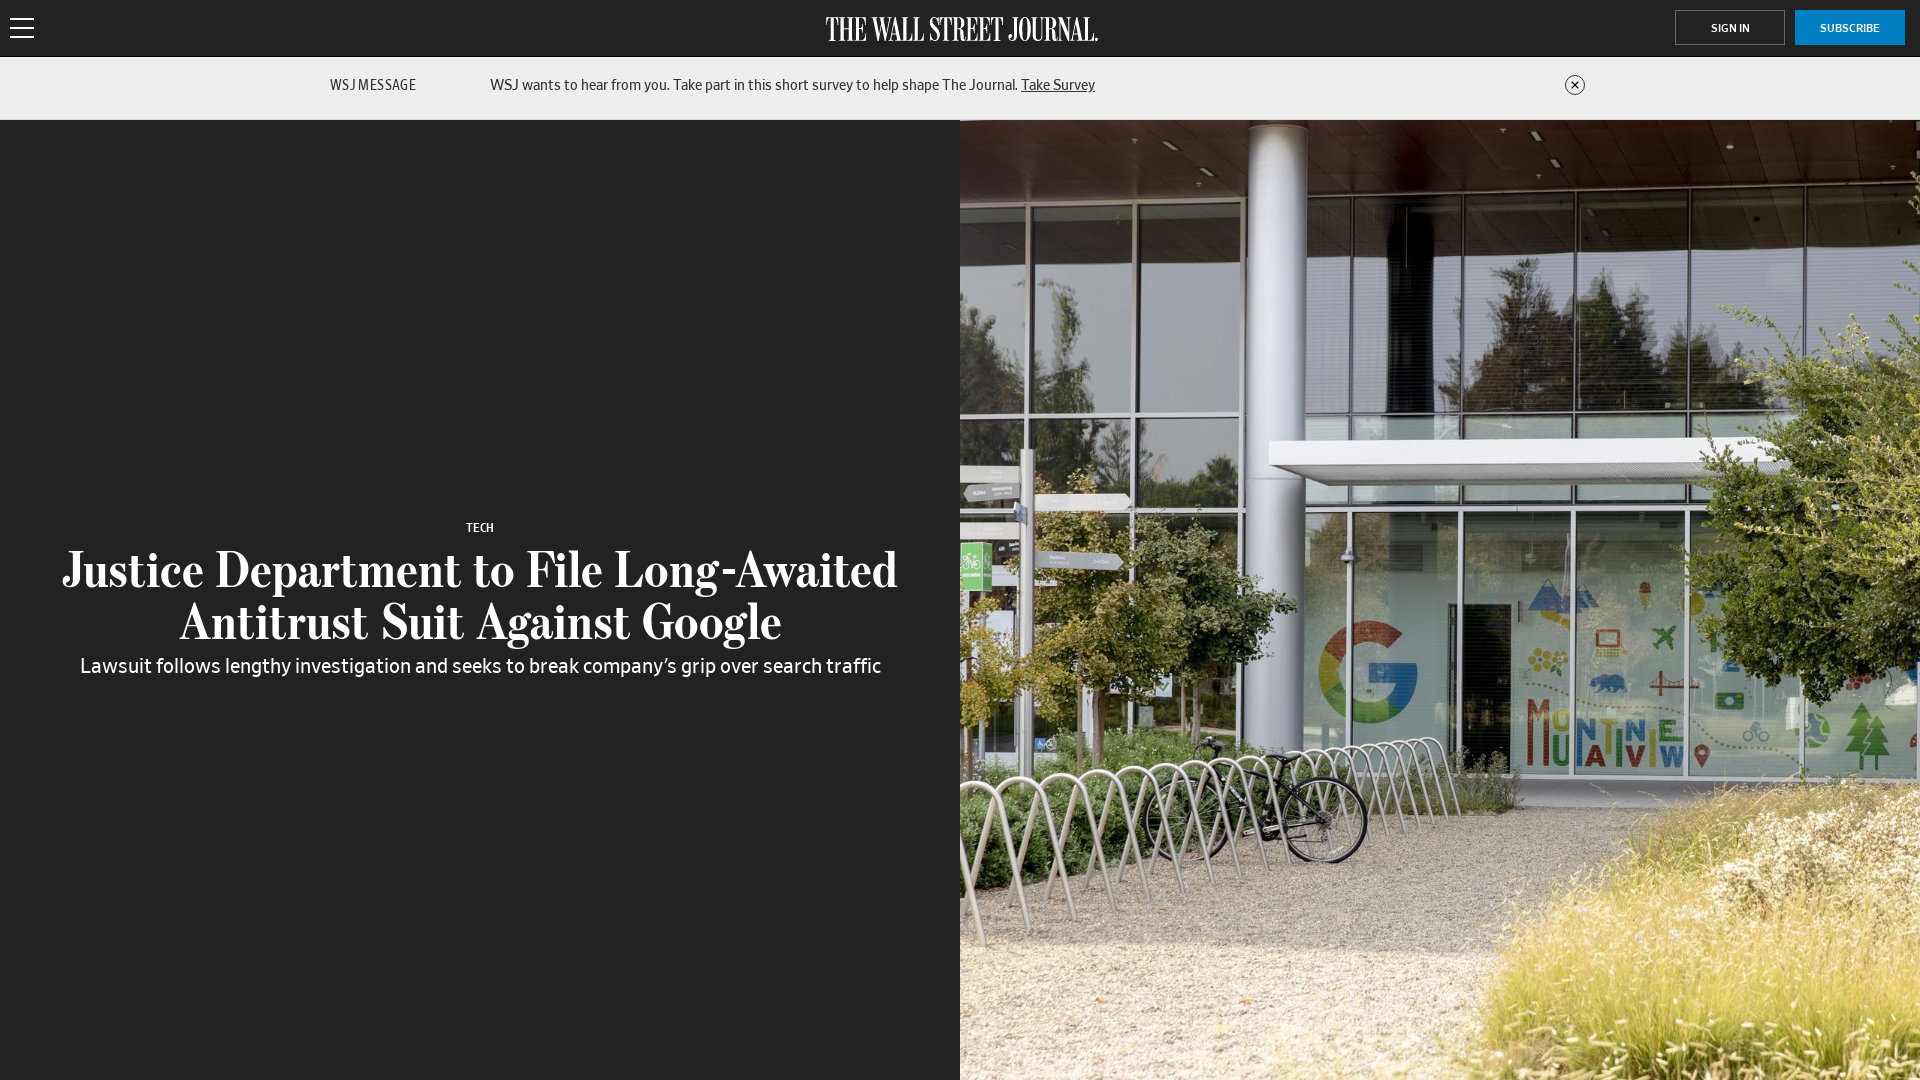 THE WALL STREET JOURNAL.
SIGN IN
SUBSCRIBE
WSJ MESSAGE
WSJ wants to hear from you. Take part in this short survey to help shape The Journal. Take Survey
TECH
Justice Department to File Long-Awaited
Antitrust Suit Against Google
Lawsuit follows lengthy investigation and seeks to break company’s grip over search traffic
G
MOUNTAIN
VIEW